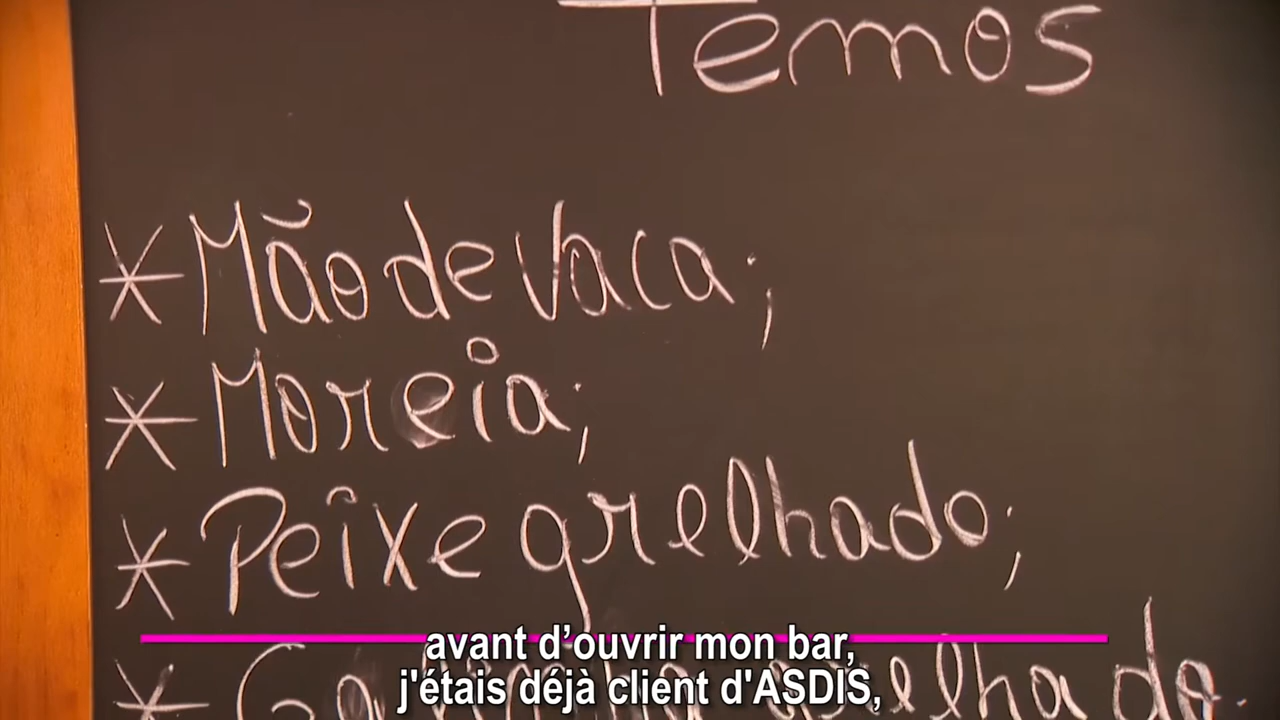 Temos
* Mão de Vaca;
* Moreia;
* Peixe grelhado;
avant d’ouvrir mon bar,
j'étais déjà client d'ASDIS,